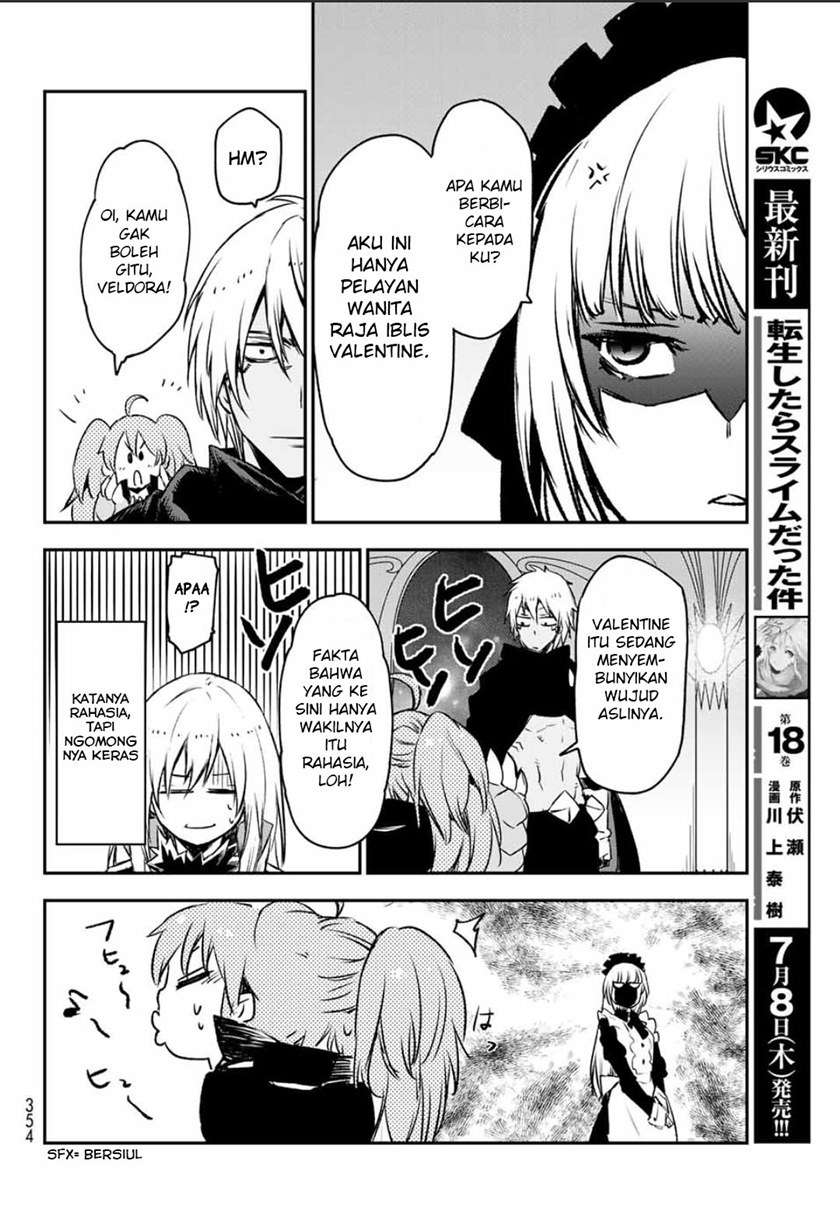 APA KAMU
BERBI-
CARA
KEPADA
KU?
AKU INI
HANYA
PELAYAN
WANITA
RAJA IBLIS
VALENTINE.
HM?
OI, KAMU
GAK
BOLEH
GITU,
VELDORA!
VALENTINE
ITU SEDANG
MENYEM-
BUNYIKAN
WUJUD
ASLINYA.
ヒソ
FAKTA
BAHWA
YANG KE
SINI HANYA
WAKILNYA
ITU
RAHASIA,
LOH!
ヒソ
APAA
!?
KATANYA
RAHASIA,
TAPI
NGOMONG
NYA KERAS
はっ
フヒュ〜
ヒュ〜
354
SFX= BERSIUL
SKC
シリウスコミックス
最新刊
転生したらスライムだった件
第18巻
原作 伏瀬
漫画 川上泰樹
7月8日(木)発売!!!